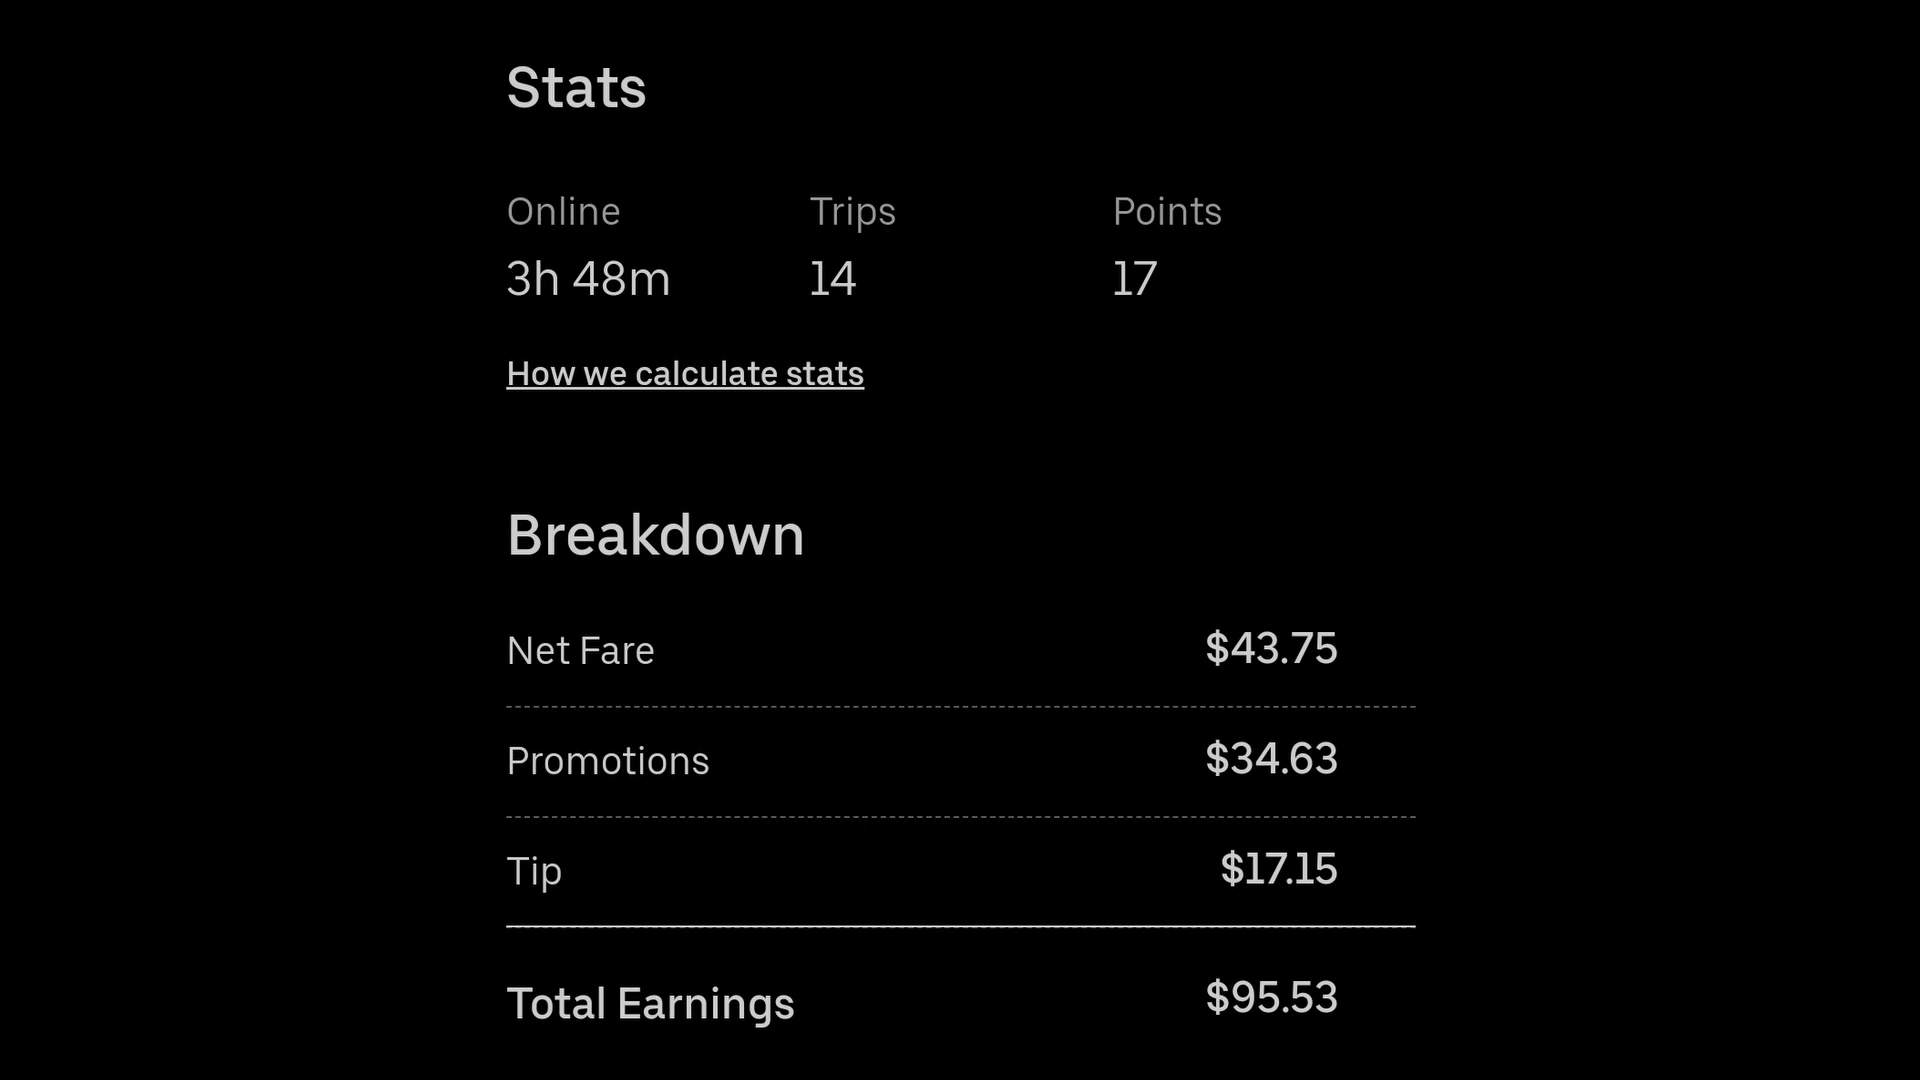 Stats
Online Trips Points
3h 48m 14 17
How we calculate stats
Breakdown
Net Fare $43.75
Promotions $34.63
Tip $17.15
Total Earnings $95.53